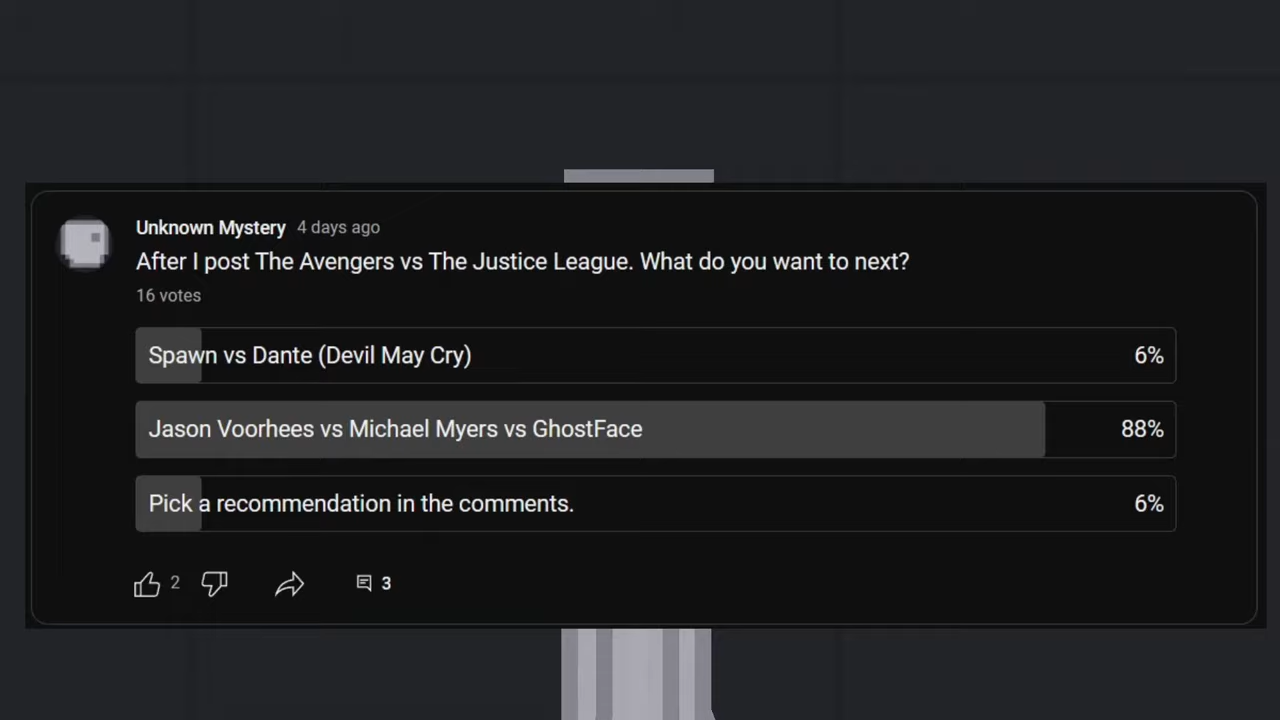 Unknown Mystery 4 days ago
After I post The Avengers vs The Justice League. What do you want to next?
16 votes
Spawn vs Dante (Devil May Cry) 6%
Jason Voorhees vs Michael Myers vs GhostFace 88%
Pick a recommendation in the comments. 6%
2 3